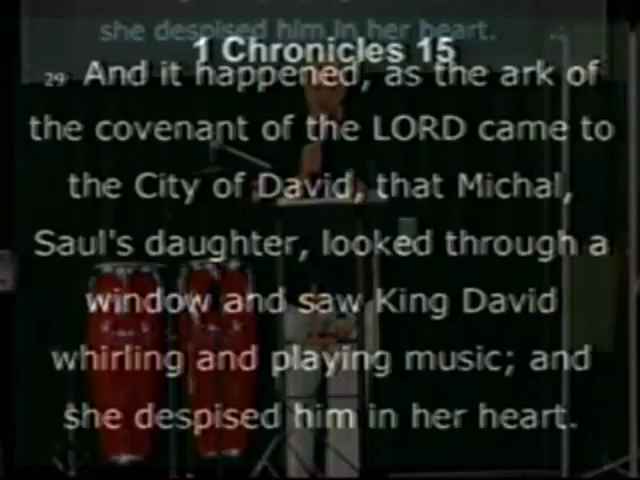 she despised him in her heart.
1 Chronicles 15
29 And it happened, as the ark of
the covenant of the LORD came to
the City of David, that Michal,
Saul's daughter, looked through a
window and saw King David
whirling and playing music; and
she despised him in her heart.